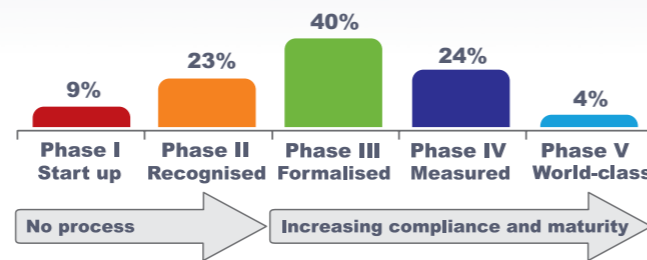 40%
23%
24%
9%
4%
Phase I
Start up
Phase II
Recognised
Phase III
Formalised
Phase IV
Measured
Phase V
World-class
No process
Increasing compliance and maturity